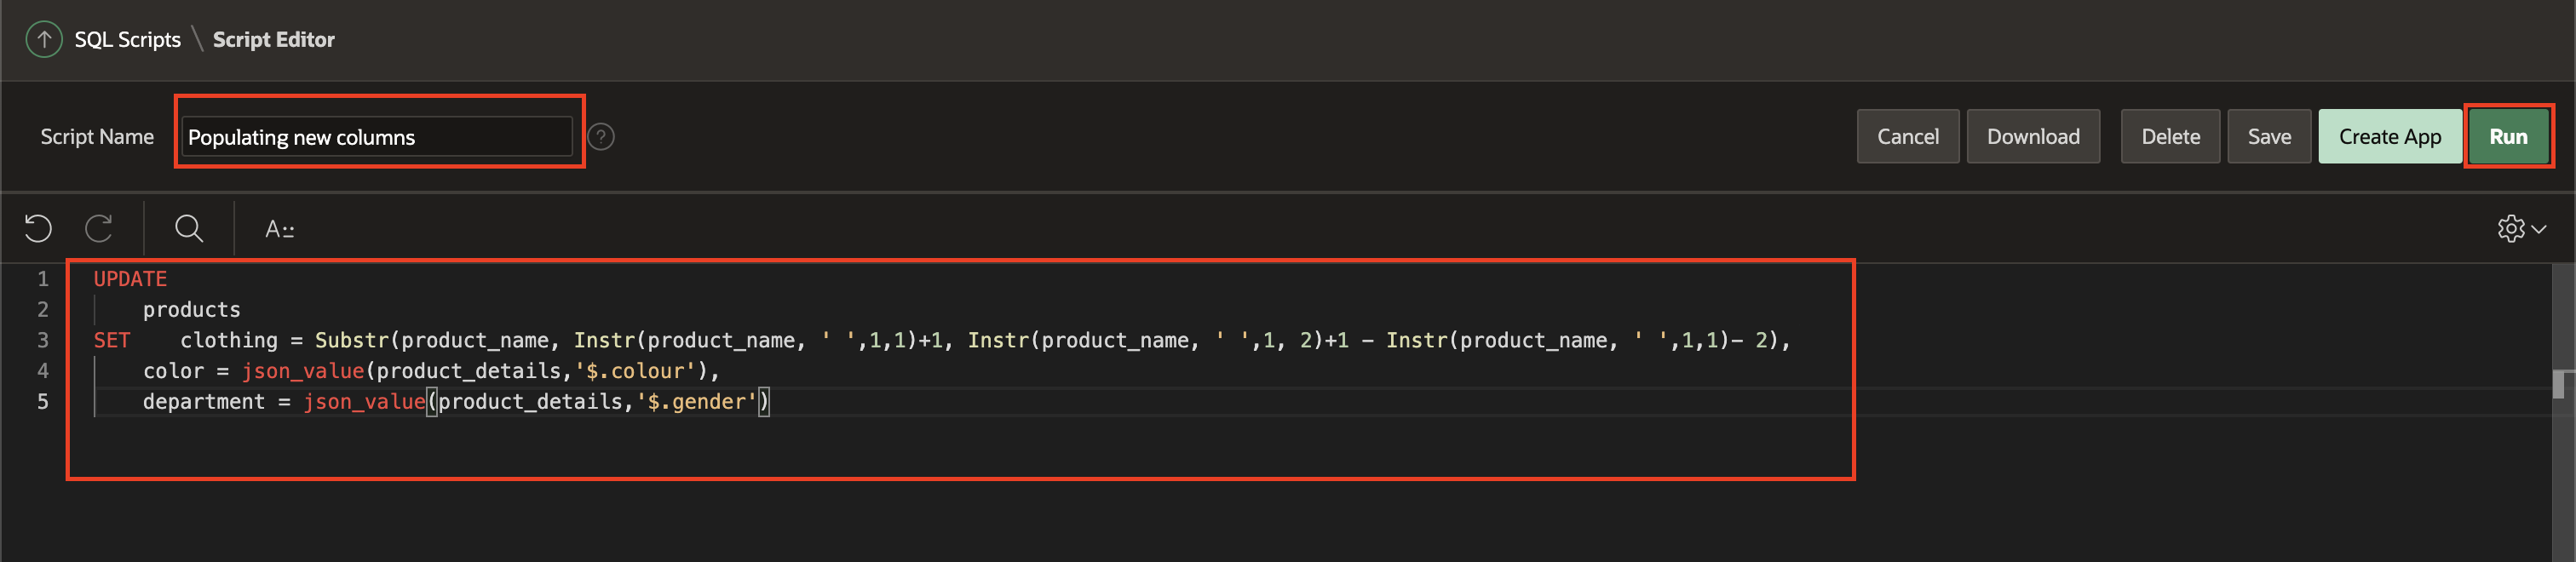 SQL Scripts \ Script Editor
Script Name Populating new columns ? Cancel Download Delete Save Create App Run
A::
1 UPDATE
2 products
3 SET clothing = Substr(product_name, Instr(product_name, ' ',1,1)+1, Instr(product_name, ' ',1, 2)+1 - Instr(product_name, ' ',1,1)- 2),
4 color = json_value(product_details,'$.colour'),
5 department = json_value(product_details,'$.gender')